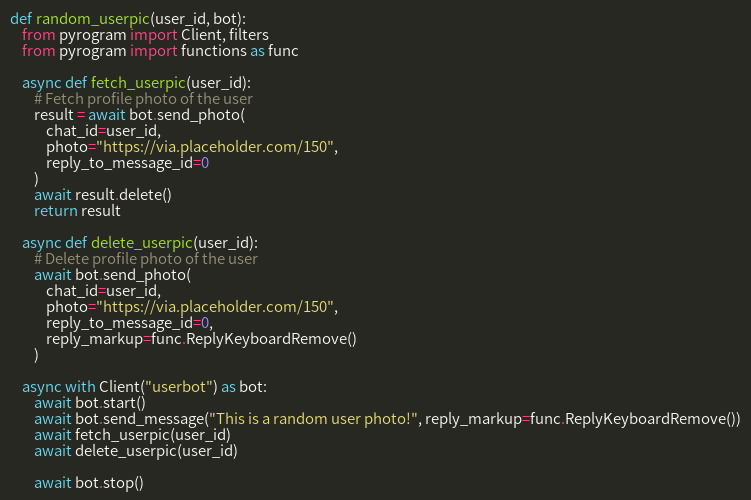 def random_userpic(user_id, bot):
from pyrogram import Client, filters
from pyrogram import functions as func
async def fetch_userpic(user_id):
# Fetch profile photo of the user
result = await bot.send_photo(
chat_id=user_id,
photo="https://via.placeholder.com/150",
reply_to_message_id=0
)
await result.delete()
return result
async def delete_userpic(user_id):
# Delete profile photo of the user
await bot.send_photo(
chat_id=user_id,
photo="https://via.placeholder.com/150",
reply_to_message_id=0,
reply_markup=func.ReplyKeyboardRemove()
)
async with Client("userbot") as bot:
await bot.start()
await bot.send_message("This is a random user photo!", reply_markup=func.ReplyKeyboardRemove())
await fetch_userpic(user_id)
await delete_userpic(user_id)
await bot.stop()